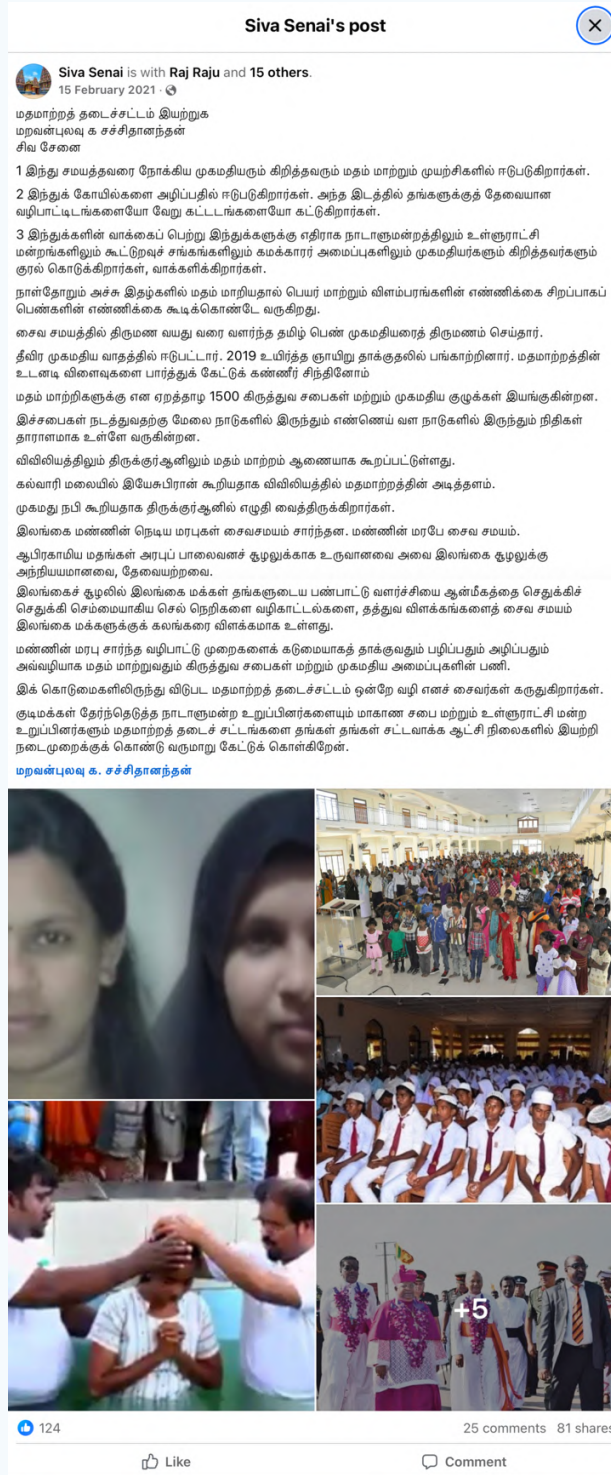 Siva Senai's post
Siva Senai is with Raj Raju and 15 others.
15 February 2021 ·
மதமாற்றத் தடைச்சட்டம் இயற்றுக
மறவன்புலவு க சச்சிதானந்தன்
சிவ சேனை
1 இந்து சமயத்தவரை நோக்கிய முகமதியரும் கிறித்தவரும் மதம் மாற்றும் முயற்சிகளில் ஈடுபடுகிறார்கள்.
2 இந்துக் கோயில்களை அழிப்பதில் ஈடுபடுகிறார்கள். அந்த இடத்தில் தங்களுக்குத் தேவையான
வழிபாட்டிடங்களையோ வேறு கட்டடங்களையோ கட்டுகிறார்கள்.
3 இந்துக்களின் வாக்கைப் பெற்று இந்துக்களுக்கு எதிராக நாடாளுமன்றத்திலும் உள்ளுராட்சி
மன்றங்களிலும் கூட்டுறவுச் சங்கங்களிலும் கமக்காரர் அமைப்புகளிலும் முகமதியர்களும் கிறித்தவர்களும்
குரல் கொடுக்கிறார்கள், வாக்களிக்கிறார்கள்.
நாள்தோறும் அச்சு இதழ்களில் மதம் மாறியதால் பெயர் மாற்றும் விளம்பரங்களின் எண்ணிக்கை சிறப்பாகப்
பெண்களின் எண்ணிக்கை கூடிக்கொண்டே வருகிறது.
சைவ சமயத்தில் திருமண வயது வரை வளர்ந்த தமிழ் பெண் முகமதியரைத் திருமணம் செய்தார்.
தீவிர முகமதிய வாதத்தில் ஈடுபட்டார். 2019 உயிர்த்த ஞாயிறு தாக்குதலில் பங்காற்றினார். மதமாற்றத்தின்
உடனடி விளைவுகளை பார்த்துக் கேட்டுக் கண்ணீர் சிந்தினோம்
மதம் மாற்றிகளுக்கு என ஏறத்தாழ 1500 கிருத்துவ சபைகள் மற்றும் முகமதிய குழுக்கள் இயங்குகின்றன.
இச்சபைகள் நடத்துவதற்கு மேலை நாடுகளில் இருந்தும் எண்ணெய் வள நாடுகளில் இருந்தும் நிதிகள்
தாராளமாக உள்ளே வருகின்றன.
விவிலியத்திலும் திருக்குர்ஆனிலும் மதம் மாற்றம் ஆணையாக கூறப்பட்டுள்ளது.
கல்வாரி மலையில் இயேசுபிரான் கூறியதாக விவிலியத்தில் மதமாற்றத்தின் அடித்தளம்.
முகமது நபி கூறியதாக திருக்குர்ஆனில் எழுதி வைத்திருக்கிறார்கள்.
இலங்கை மண்ணின் நெடிய மரபுகள் சைவசமயம் சார்ந்தன. மண்ணின் மரபே சைவ சமயம்.
ஆபிரகாமிய மதங்கள் அரபுப் பாலைவனச் சூழலுக்காக உருவானவை அவை இலங்கை சூழலுக்கு
அந்நியயமானவை, தேவையற்றவை.
இலங்கைச் சூழலில் இலங்கை மக்கள் தங்களுடைய பண்பாட்டு வளர்ச்சியை ஆன்மீகத்தை செதுக்கிச்
செதுக்கி செம்மையாகிய செல் நெறிகளை வழிகாட்டல்களை, தத்துவ விளக்கங்களைத் சைவ சமயம்
இலங்கை மக்களுக்குக் கலங்கரை விளக்கமாக உள்ளது.
மண்ணின் மரபு சார்ந்த வழிபாட்டு முறைகளைக் கடுமையாகத் தாக்குவதும் பழிப்பதும் அழிப்பதும்
அவ்வழியாக மதம் மாற்றுவதும் கிருத்துவ சபைகள் மற்றும் முகமதிய அமைப்புகளின் பணி.
இக் கொடுமைகளிலிருந்து விடுபட மதமாற்றத் தடைச்சட்டம் ஒன்றே வழி எனச் சைவர்கள் கருதுகிறார்கள்.
குடிமக்கள் தேர்ந்தெடுத்த நாடாளுமன்ற உறுப்பினர்களையும் மாகாண சபை மற்றும் உள்ளுராட்சி மன்ற
உறுப்பினர்களும் மதமாற்றத் தடைச் சட்டங்களை தங்கள் தங்கள் சட்டவாக்க ஆட்சி நிலைகளில் இயற்றி
நடைமுறைக்குக் கொண்டு வருமாறு கேட்டுக் கொள்கிறேன்.
மறவன்புலவு க. சச்சிதானந்தன்
+5
124
25 comments 81 shares
Like
Comment